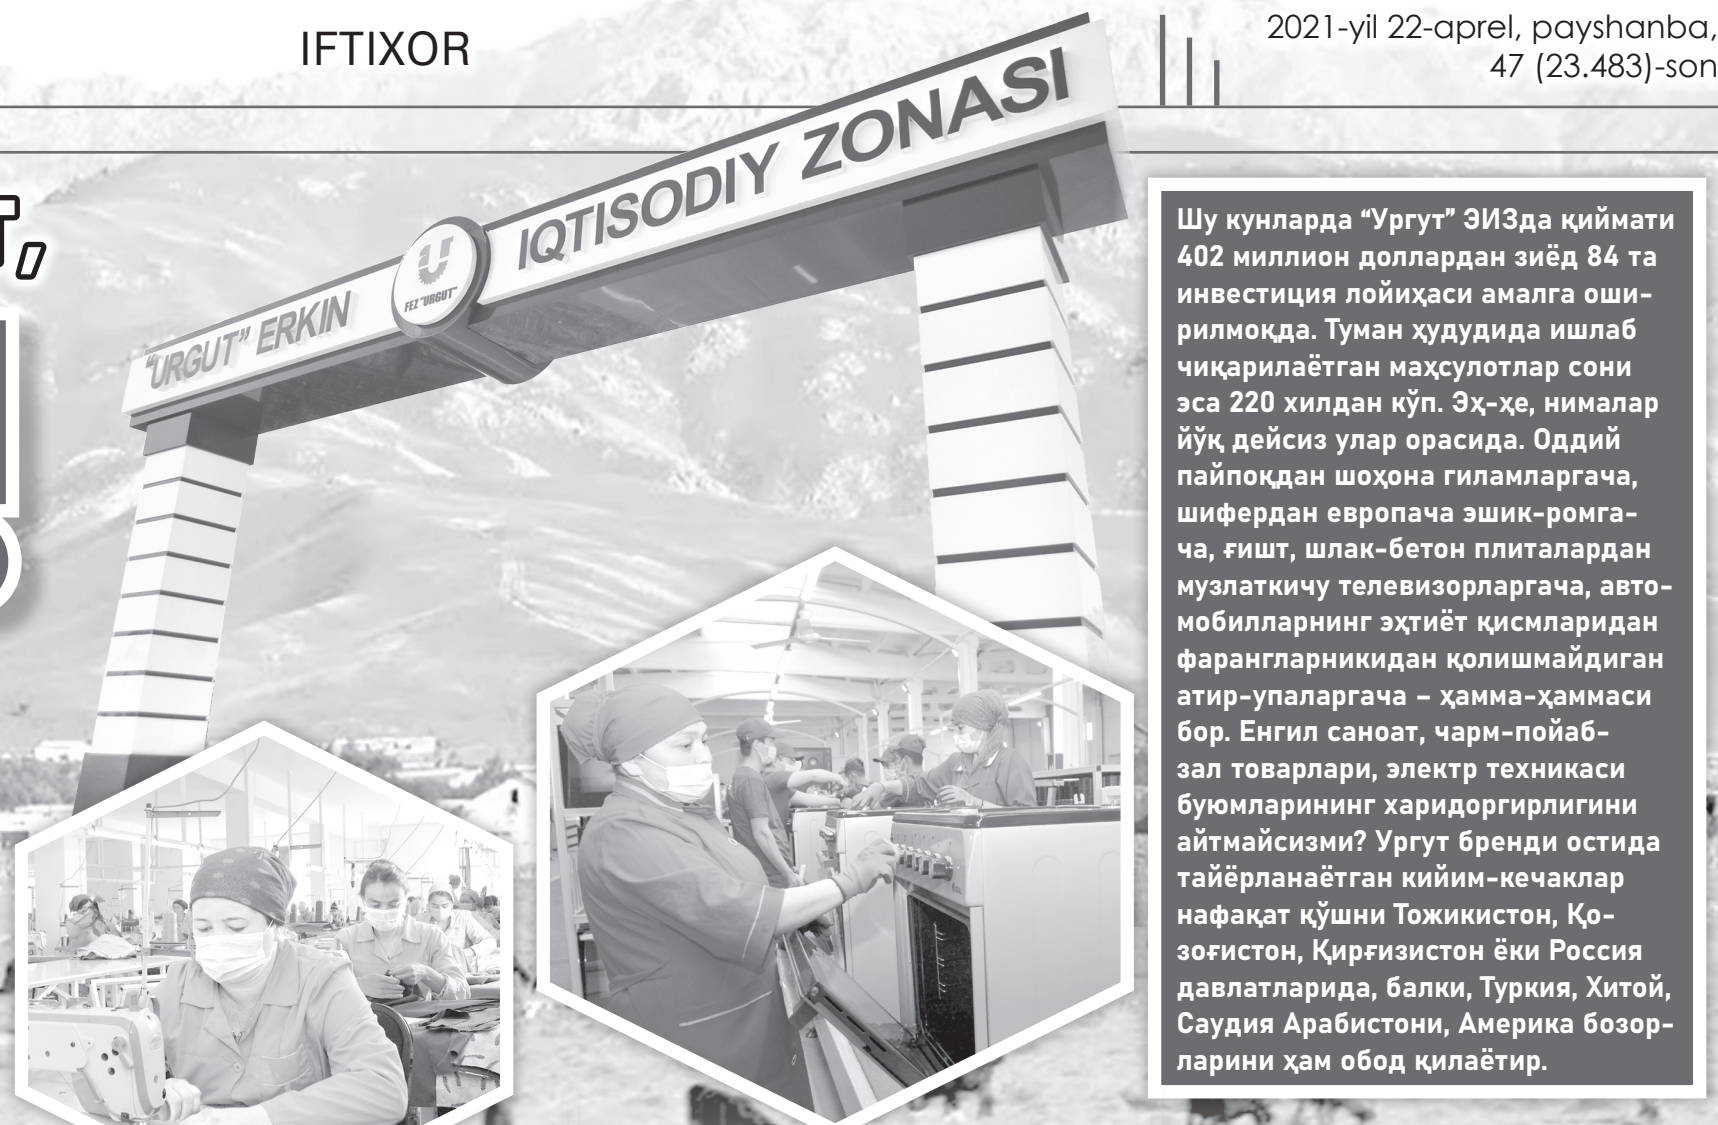 IFTIXOR
2021-yil 22-aprel, payshanba,
47 (23.483)-son
"URGUT" ERKIN
FEZ "URGUT"
IQTISODIY ZONASI
Шу кунларда “Ургут” ЭИЗда қиймати
402 миллион доллардан зиёд 84 та
инвестиция лойиҳаси амалга оши-
рилмоқда. Туман ҳудудида ишлаб
чиқарилаётган маҳсулотлар сони
эса 220 хилдан кўп. Эҳ-ҳе, нималар
йўқ дейсиз улар орасида. Оддий
пайпоқдан шоҳона гиламларгача,
шифердан европача эшик-ромга-
ча, ғишт, шлак-бетон плиталардан
музлаткичу телевизорларгача, авто-
мобилларнинг эҳтиёт қисмларидан
фарангларникидан қолишмайдиган
атир-упаларгача – ҳамма-ҳаммаси
бор. Енгил саноат, чарм-пойаб-
зал товарлари, электр техникаси
буюмларининг харидоргирлигини
айтмайсизми? Ургут бренди остида
тайёрланаётган кийим-кечаклар
нафақат қўшни Тожикистон, Қо-
зоғистон, Қирғизистон ёки Россия
давлатларида, балки, Туркия, Хитой,
Саудия Арабистони, Америка бозор-
ларини ҳам обод қилаётир.